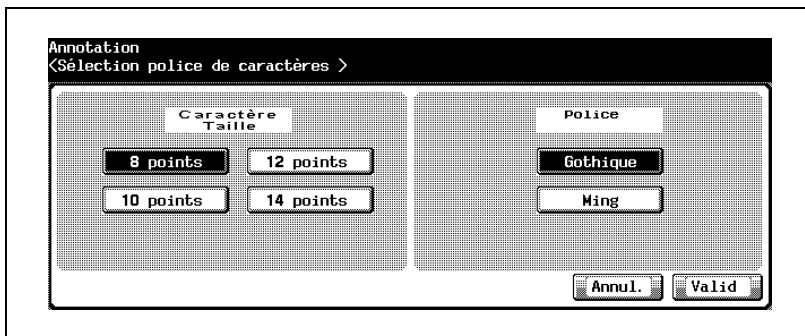 Annotation
<Sélection police de caractères >
Caractère
Taille
8 points
12 points
10 points
14 points
Police
Gothique
Ming
Annul.
Valid